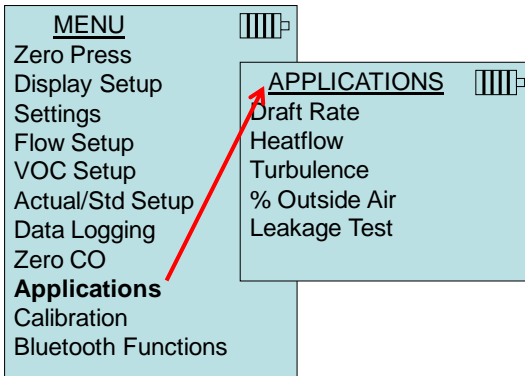 MENU
Zero Press
Display Setup
Settings
Flow Setup
VOC Setup
Actual/Std Setup
Data Logging
Zero CO
Applications
Calibration
Bluetooth Functions
APPLICATIONS
Draft Rate
Heatflow
Turbulence
% Outside Air
Leakage Test